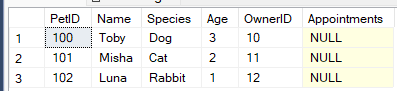 PetID Name Species Age OwnerID Appointments
1 100 Toby Dog 3 10 NULL
2 101 Misha Cat 2 11 NULL
3 102 Luna Rabbit 1 12 NULL